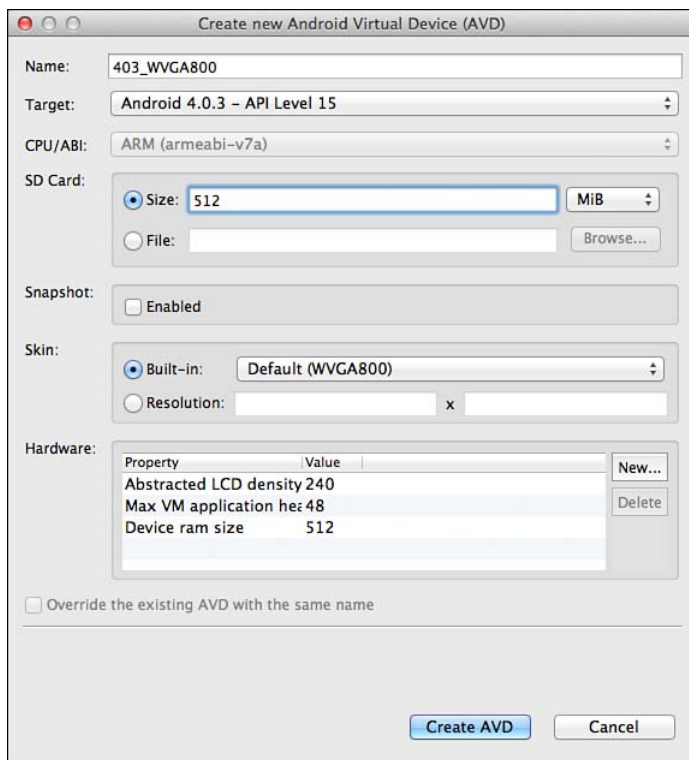 Create new Android Virtual Device (AVD)
Name: 403_WVGA800
Target: Android 4.0.3 – API Level 15
CPU/ABI: ARM (armeabi-v7a)
SD Card:
Size: 512 MiB
File: Browse...
Snapshot:
Enabled
Skin:
Built-in: Default (WVGA800)
Resolution: x
Hardware:
Property Value New...
Abstracted LCD density 240
Max VM application hea 48 Delete
Device ram size 512
Override the existing AVD with the same name
Create AVD Cancel